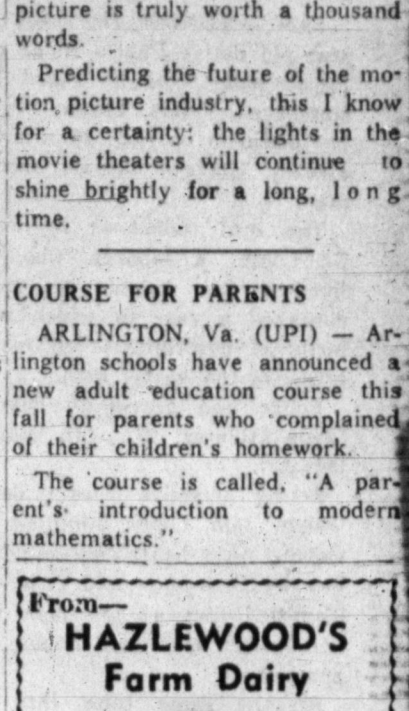 picture is truly worth a thousand
words.
Predicting the future of the mo-
tion picture industry, this I know
for a certainty: the lights in the
movie theaters will continue to
shine brightly for a long, long
time.
COURSE FOR PARENTS
ARLINGTON, Va. (UPI) — Ar-
lington schools have announced a
new adult education course this
fall for parents who complained
of their children's homework.
The course is called, "A par-
ent's introduction to modern
mathematics."
From—
HAZLEWOOD'S
Farm Dairy